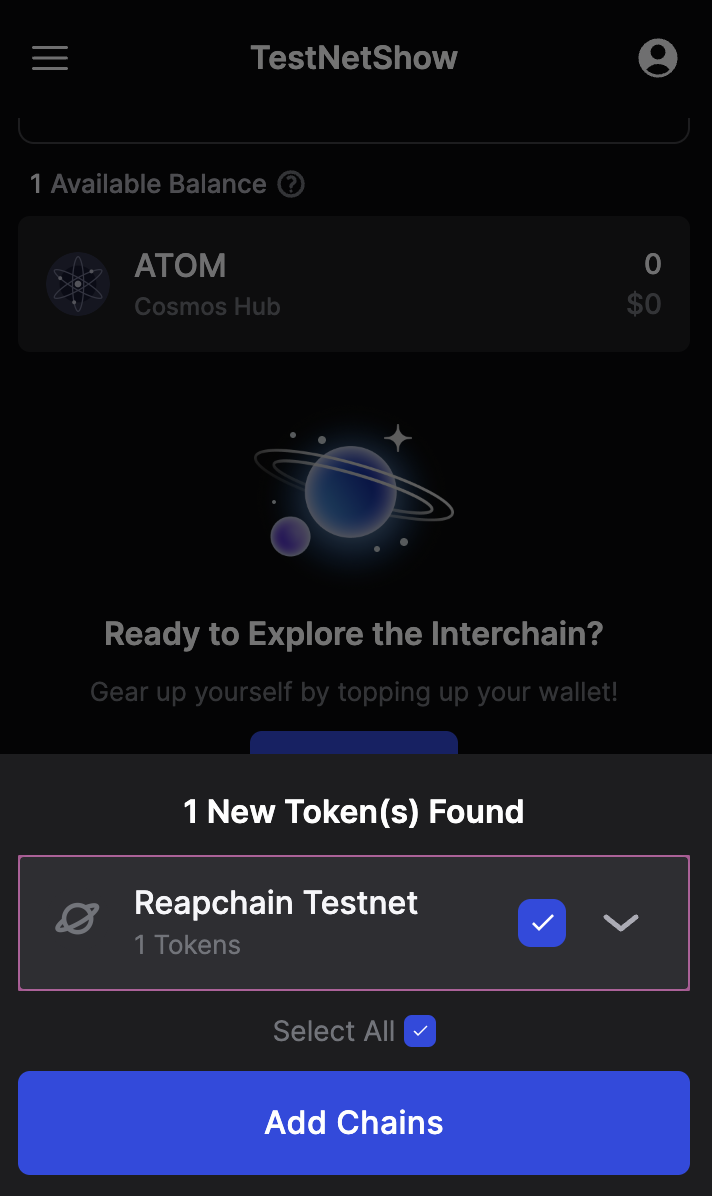 TestNetShow
1 Available Balance ?
ATOM
0
Cosmos Hub
$0
Ready to Explore the Interchain?
Gear up yourself by topping up your wallet!
1 New Token(s) Found
Reapchain Testnet
1 Tokens
Select All
Add Chains